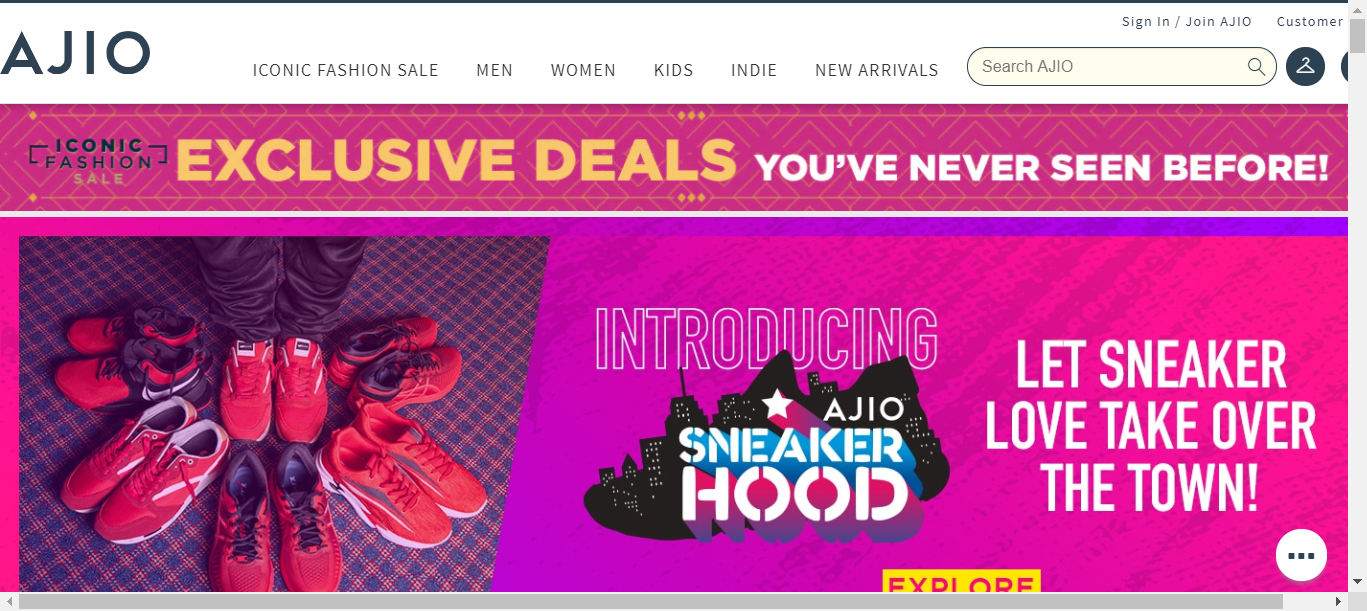 Sign In / Join AJIO Customer
AJIO
ICONIC FASHION SALE MEN WOMEN KIDS INDIE NEW ARRIVALS Search AJIO
ICONIC
FASHION
SALE
EXCLUSIVE DEALS YOU'VE NEVER SEEN BEFORE!
INTRODUCING
AJIO
SNEAKER
HOOD
LET SNEAKER
LOVE TAKE OVER
THE TOWN!
EXPLORE